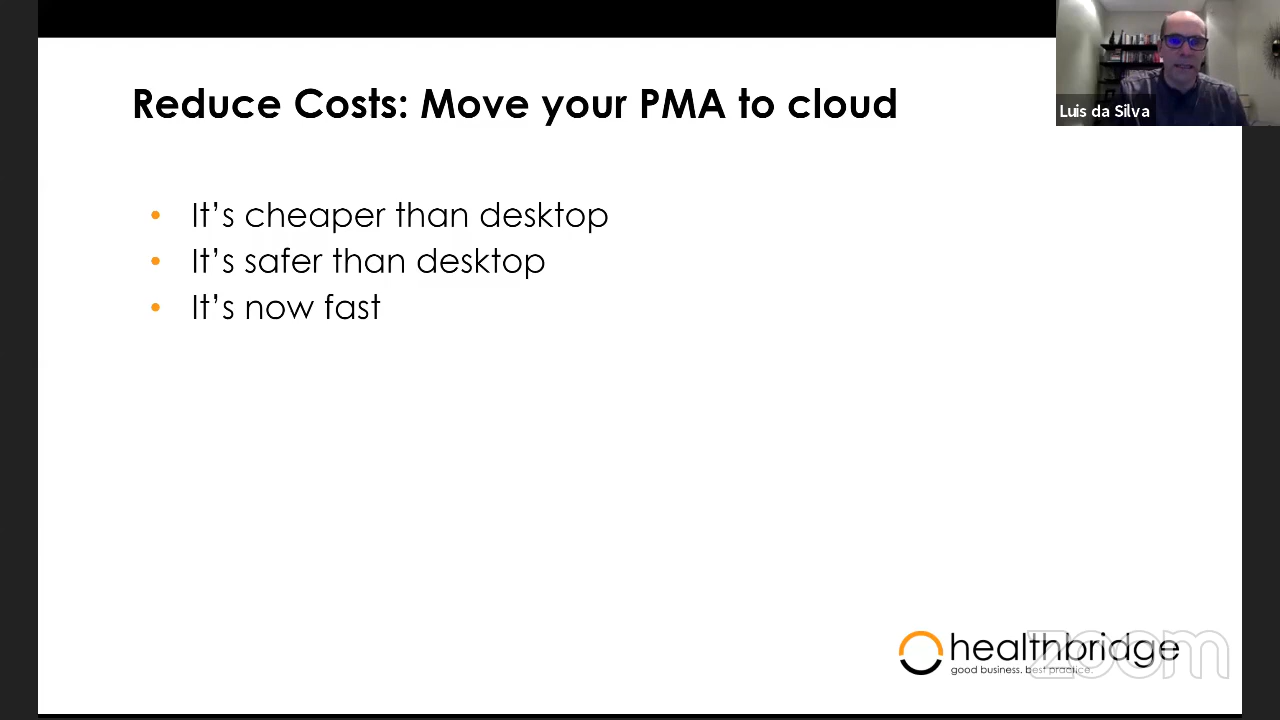 Reduce Costs: Move your PMA to cloud
Luis da Silva
• It’s cheaper than desktop
• It’s safer than desktop
• It’s now fast
healthbridge
good business. best practice.
zoom